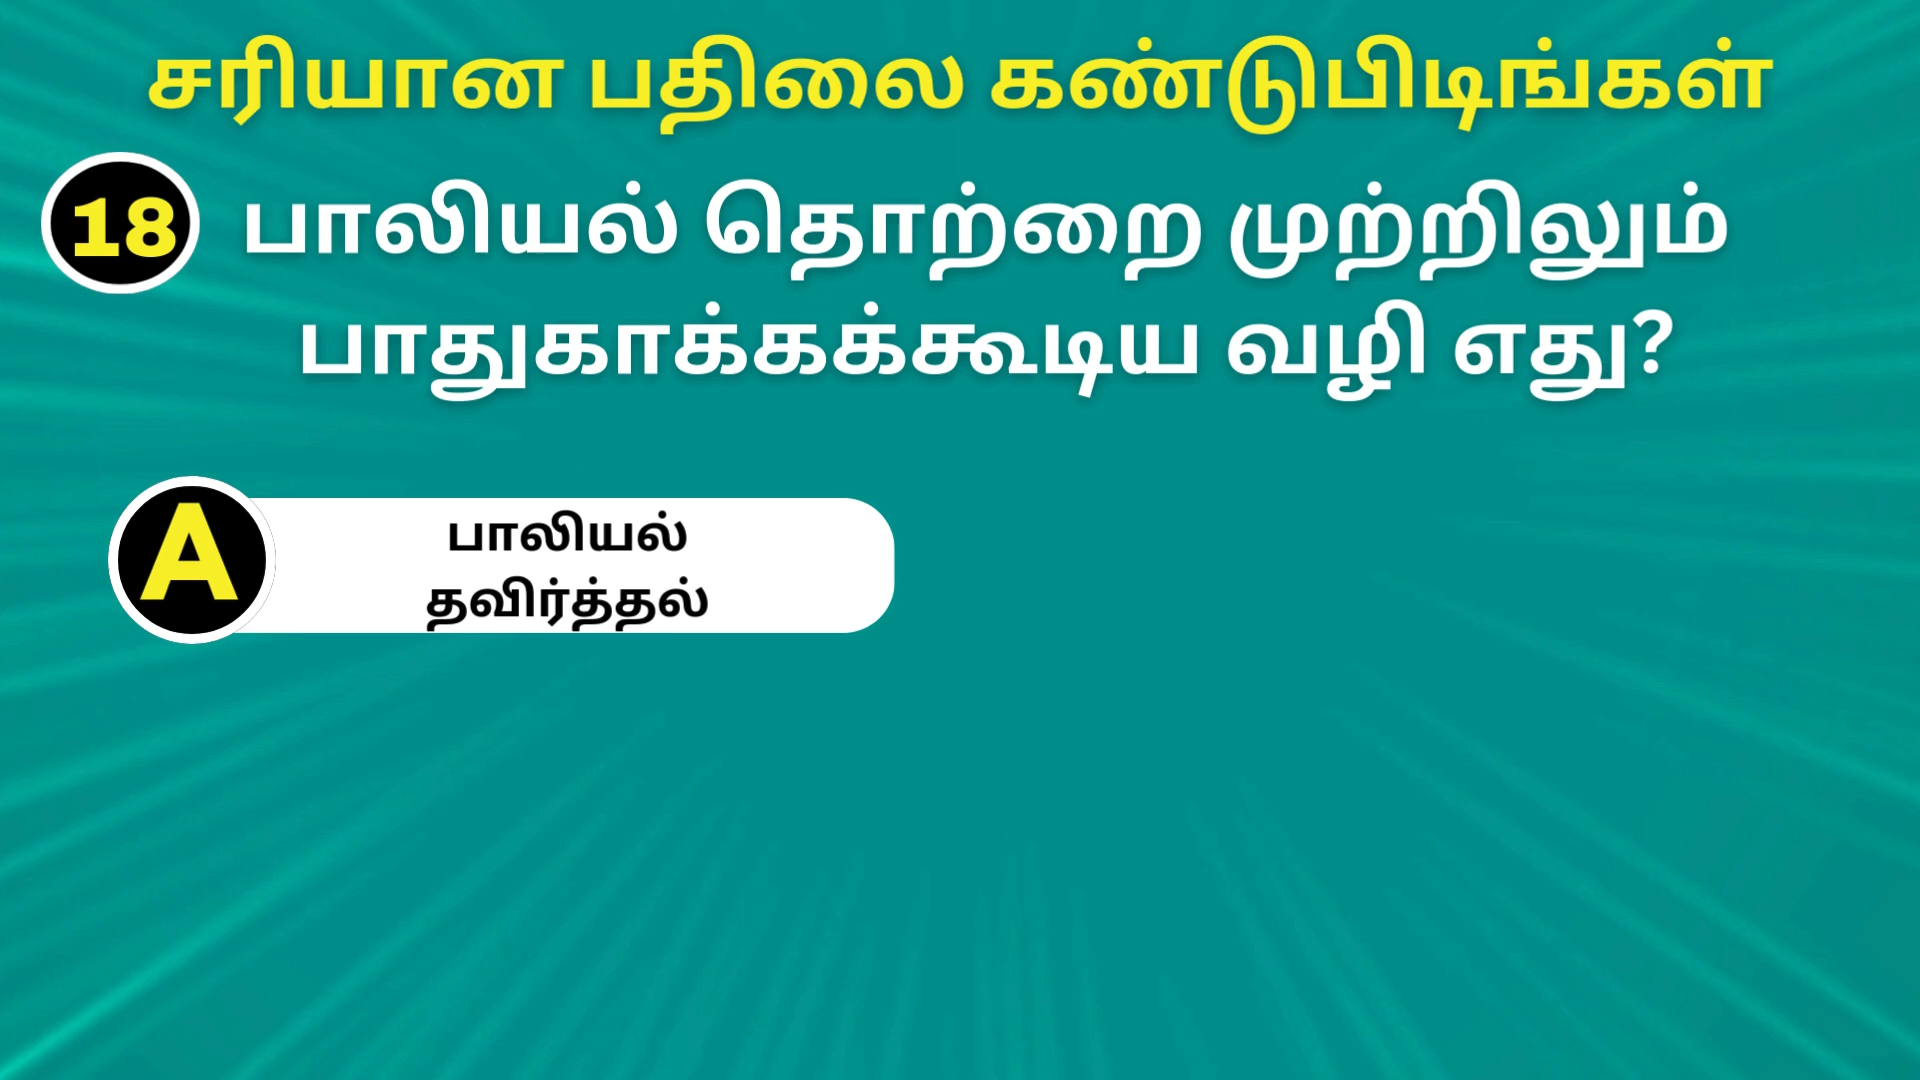 சரியான பதிலை கண்டுபிடிங்கள்
18 பாலியல் தொற்றை முற்றிலும்
பாதுகாக்கக்கூடிய வழி எது?
A பாலியல்
தவிர்த்தல்